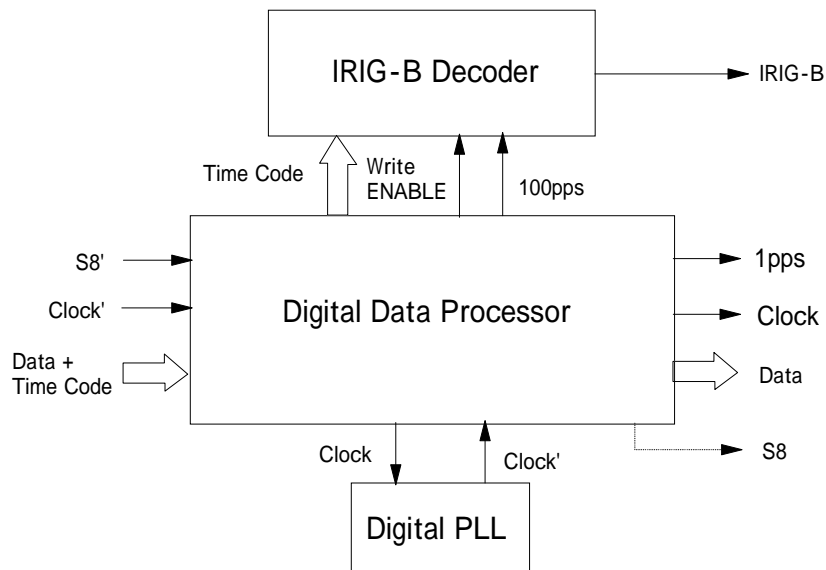 IRIG-B Decoder
IRIG-B
Time Code
Write
ENABLE
100pps
S8'
Clock'
Data +
Time Code
Digital Data Processor
1pps
Clock
Data
S8
Clock
Clock'
Digital PLL